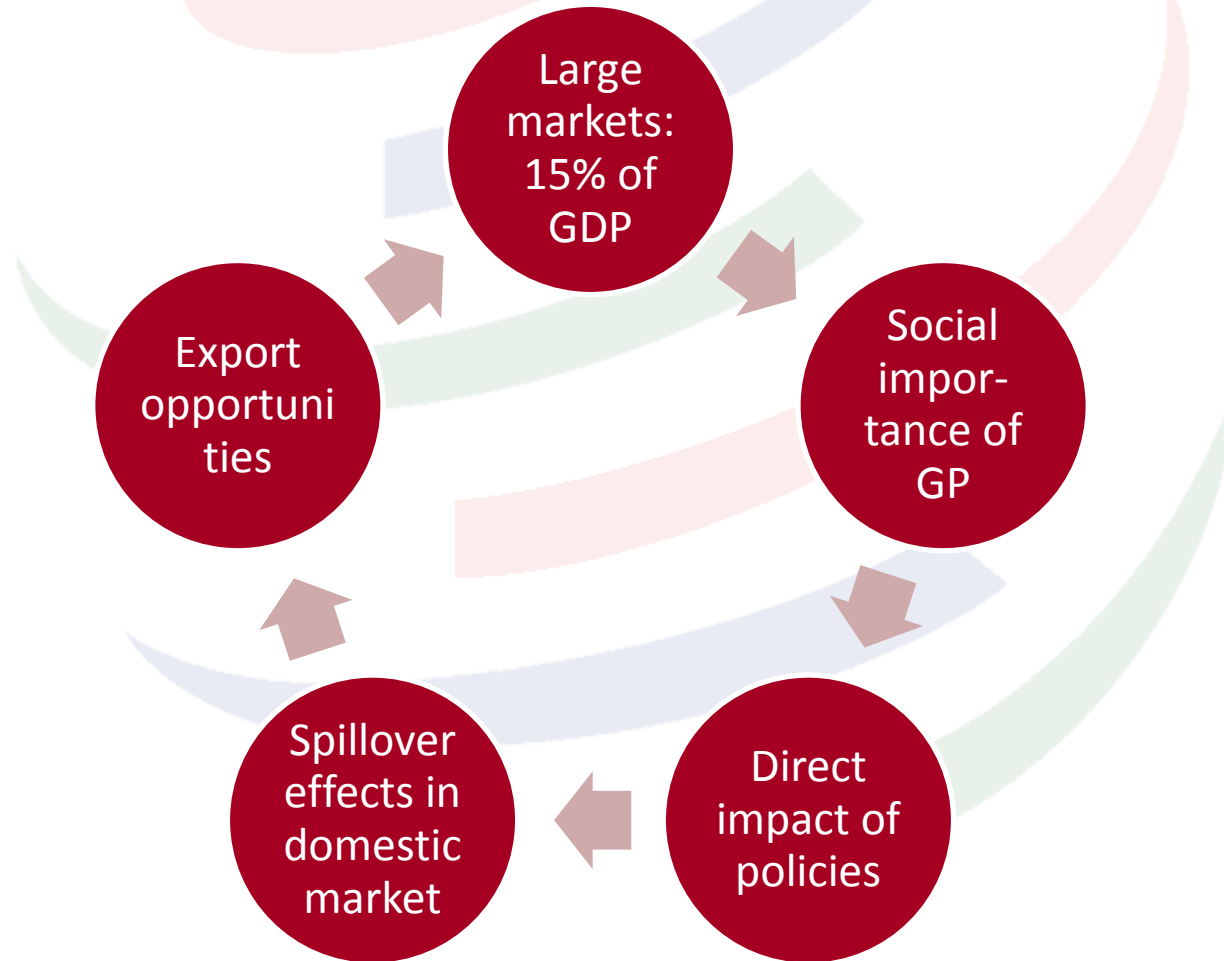 Large
markets:
15% of
GDP
Social
impor-
tance of
GP
Direct
impact of
policies
Spillover
effects in
domestic
market
Export
opportuni
ties